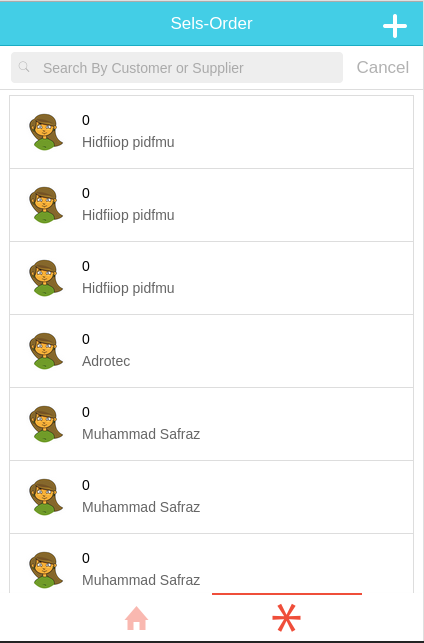 Sels-Order
Search By Customer or Supplier
Cancel
0
Hidfiiop pidfmu
0
Hidfiiop pidfmu
0
Hidfiiop pidfmu
0
Adrotec
0
Muhammad Safraz
0
Muhammad Safraz
0
Muhammad Safraz